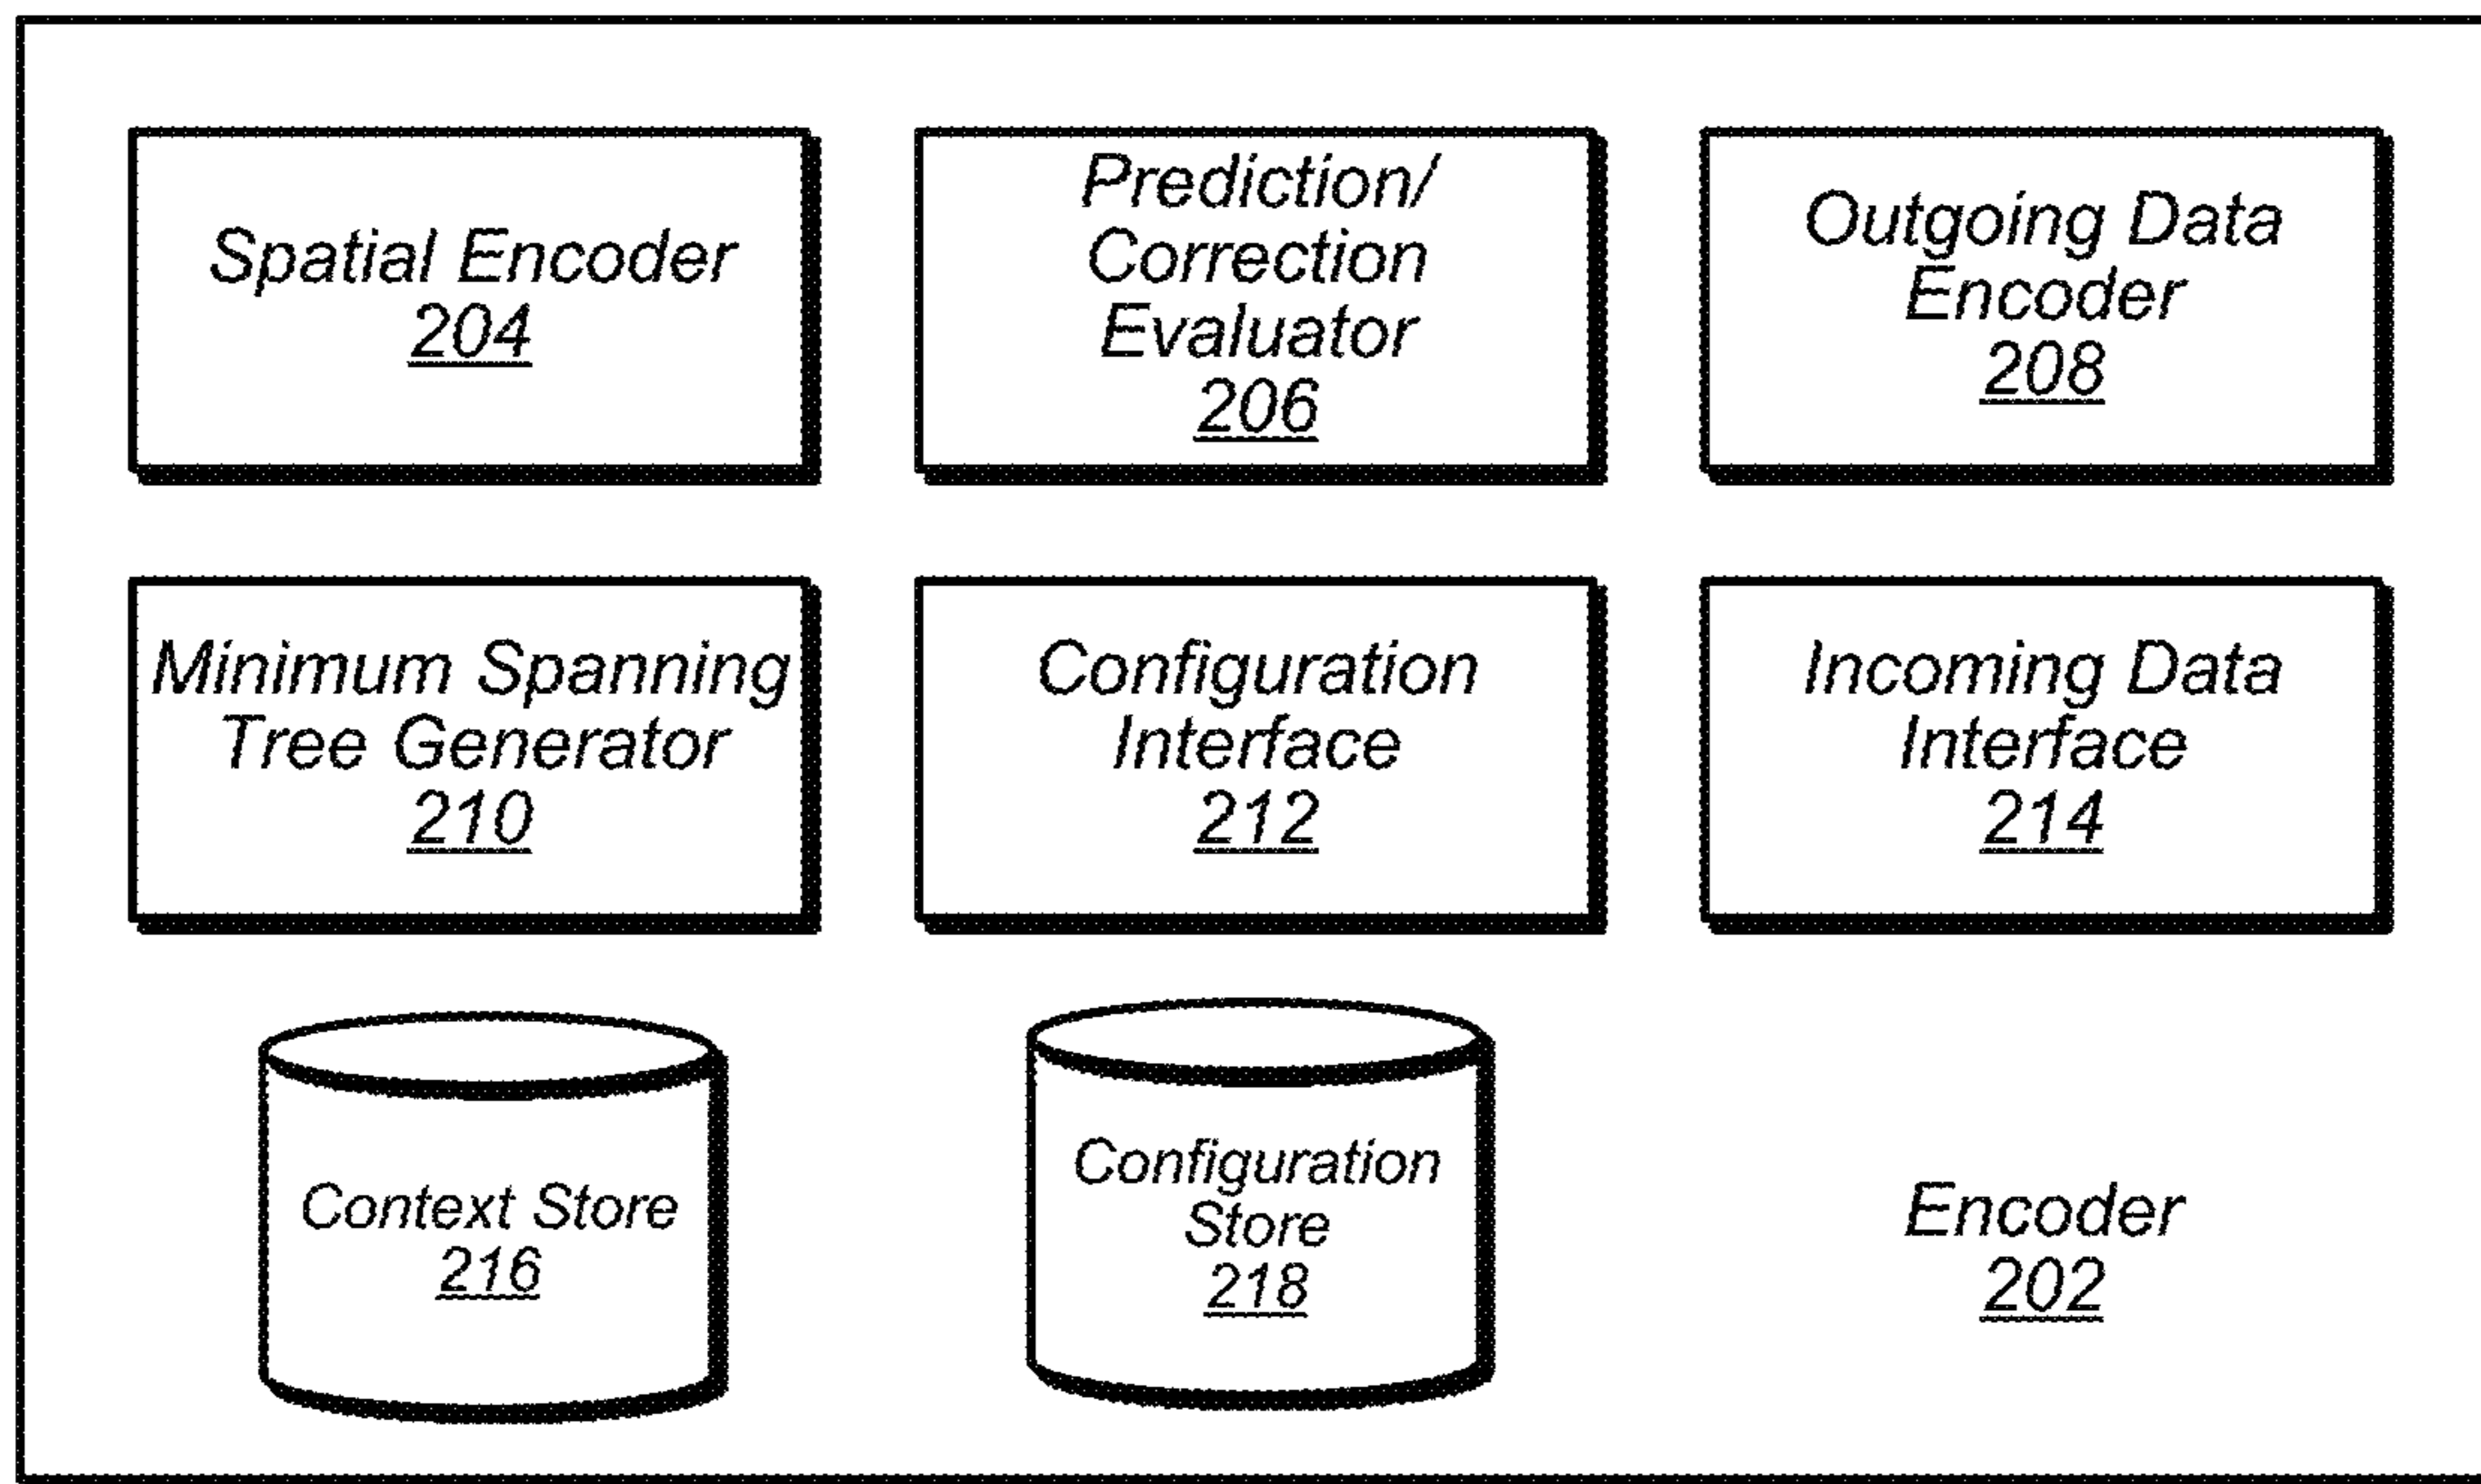 Spatial Encoder
204
Prediction/
Correction
Evaluator
206
Outgoing Data
Encoder
208
Minimum Spanning
Tree Generator
210
Configuration
Interface
212
Incoming Data
Interface
214
Context Store
216
Configuration
Store
218
Encoder
202